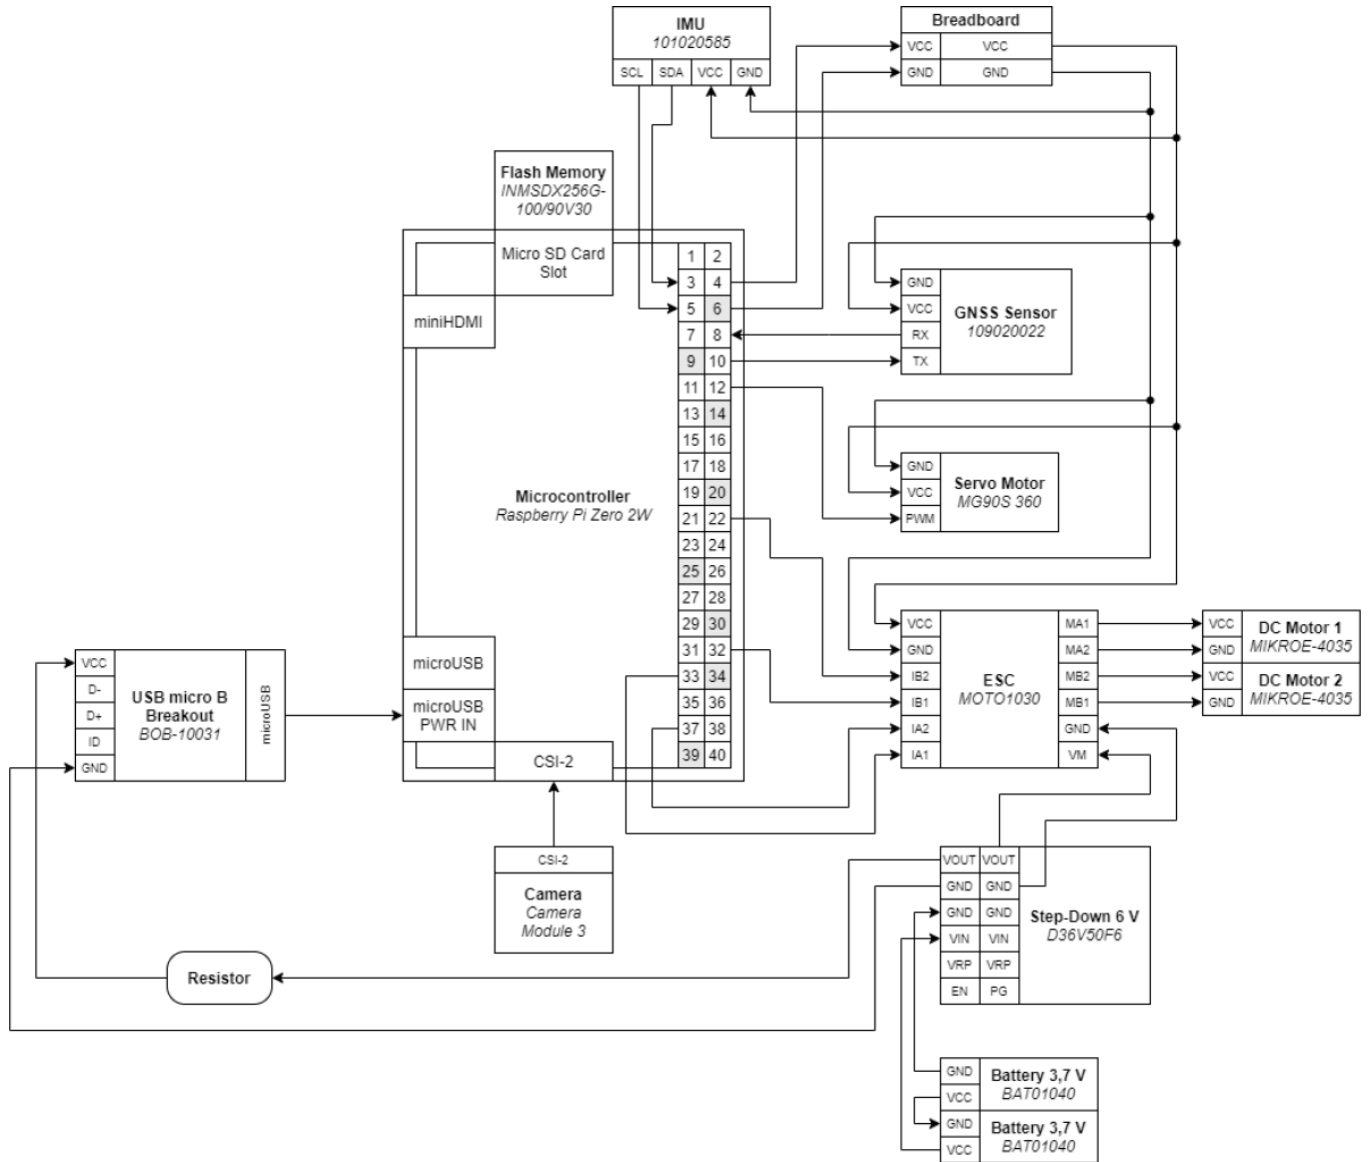 IMU
101020585
SCL SDA VCC GND
Breadboard
VCC VCC
GND GND
Flash Memory
INMSDX256G-
100/90V30
Micro SD Card
Slot
miniHDMI
Microcontroller
Raspberry Pi Zero 2W
microUSB
microUSB
PWR IN
CSI-2
1 2
3 4
5 6
7 8
9 10
11 12
13 14
15 16
17 18
19 20
21 22
23 24
25 26
27 28
29 30
31 32
33 34
35 36
37 38
39 40
GND
VCC
RX
TX
GNSS Sensor
109020022
GND
VCC
PWM
Servo Motor
MG90S 360
VCC
GND
IB2
IB1
IA2
IA1
ESC
MOTO1030
MA1
MA2
MB2
MB1
GND
VM
VCC
GND
DC Motor 1
MIKROE-4035
VCC
GND
DC Motor 2
MIKROE-4035
VCC
D-
D+
ID
GND
USB micro B
Breakout
BOB-10031
microUSB
CSI-2
Camera
Camera
Module 3
Resistor
VOUT VOUT
GND GND
GND GND
VIN VIN
VRP VRP
EN PG
Step-Down 6 V
D36V50F6
GND
VCC
Battery 3,7 V
BAT01040
GND
VCC
Battery 3,7 V
BAT01040